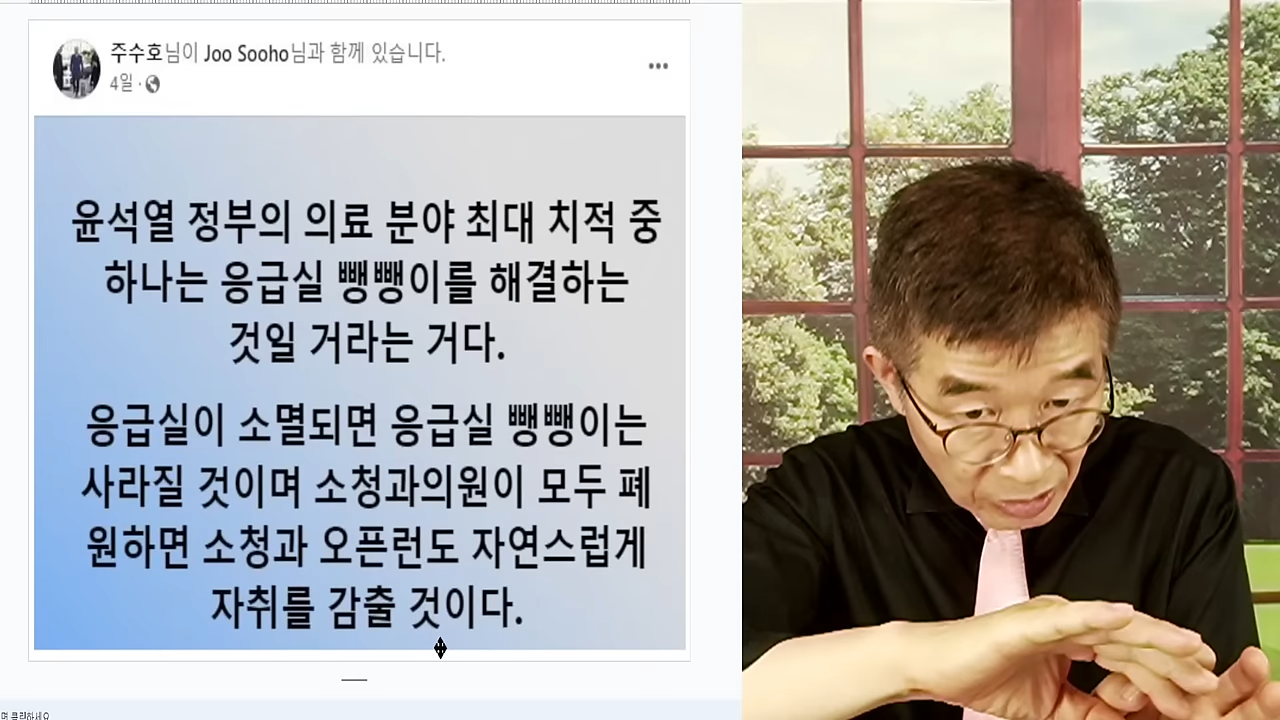 주수호님이 Joo Sooho님과 함께 있습니다.
4일 ·
윤석열 정부의 의료 분야 최대 치적 중
하나는 응급실 뺑뺑이를 해결하는
것일 거라는 거다.
응급실이 소멸되면 응급실 뺑뺑이는
사라질 것이며 소청과의원이 모두 폐
원하면 소청과 오픈런도 자연스럽게
자취를 감출 것이다.